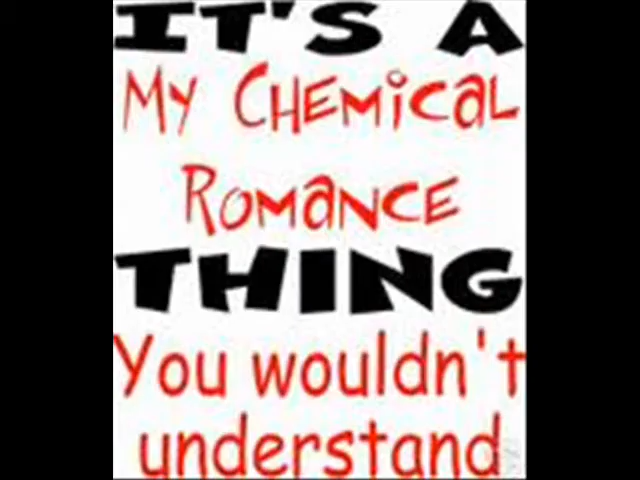 IT'S A
MY CHEMiCAL
ROMANCE
THING
You wouldn't
understand